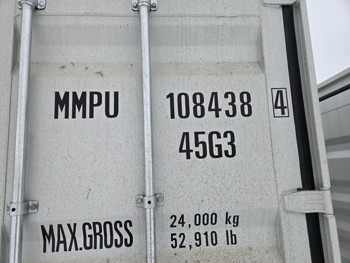 MMPU 108438 4
45G3
MAX.GROSS 24,000 kg
52,910 lb